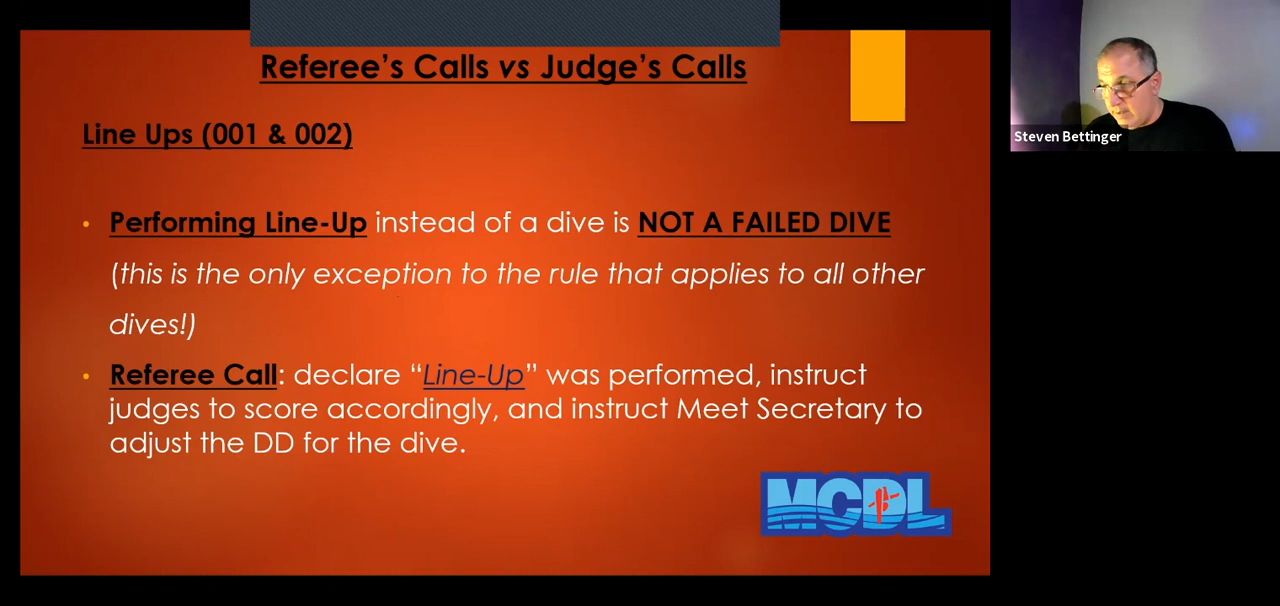 Referee’s Calls vs Judge’s Calls
Steven Bettinger
Line Ups (001 & 002)
• Performing Line-Up instead of a dive is NOT A FAILED DIVE
(this is the only exception to the rule that applies to all other
dives!)
• Referee Call: declare “Line-Up” was performed, instruct
judges to score accordingly, and instruct Meet Secretary to
adjust the DD for the dive.
MCDL